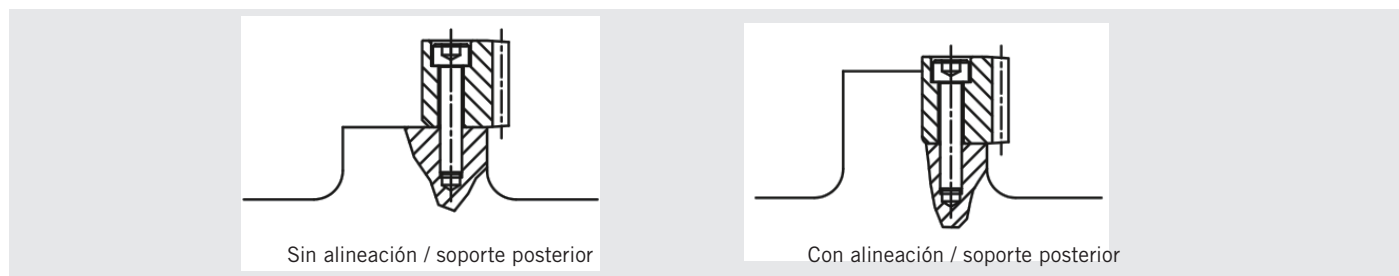 Sin alineación / soporte posterior
Con alineación / soporte posterior